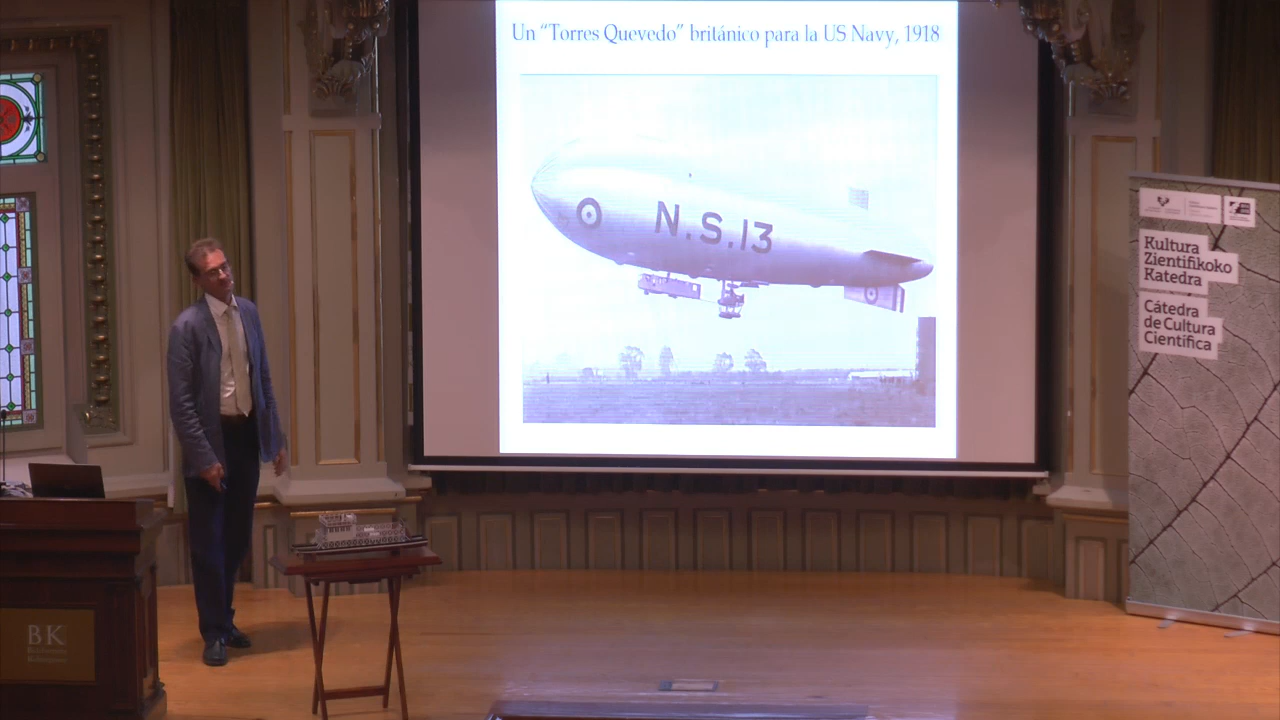 Un “Torres Quevedo” británico para la US Navy, 1918
N.S.13
Kultura
Zientifikoko
Katedra
Cátedra
de Cultura
Científica
BK